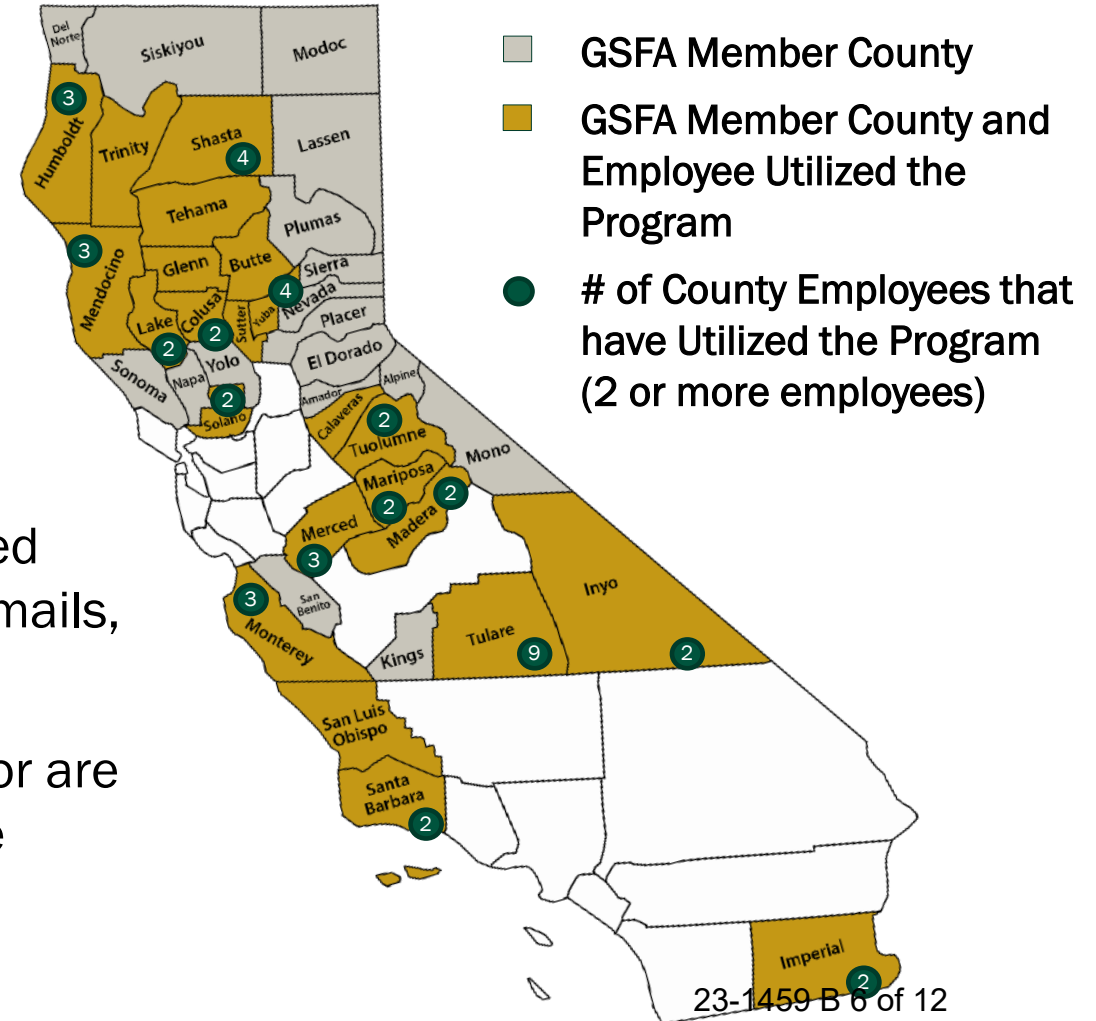 GSFA Member County
GSFA Member County and
Employee Utilized the
Program
# of County Employees that
have Utilized the Program
(2 or more employees)
Del
Norte
Siskiyou
Modoc
3
Humboldt
Trinity
Shasta
4
Lassen
Tehama
Plumas
3
Mendocino
Glenn
Butte
4
Sierra
Nevada
Lake
2
Colusa
2
Sutter
Yuba
Placer
El Dorado
Sonoma
Napa
Yolo
2
Solano
Alpine
Amador
Calaveras
2
Tuolumne
Mono
Mariposa
2
2
Madera
Merced
3
ed
mails,
or are
e
3
Monterey
San
Benito
Kings
Tulare
9
Inyo
2
San Luis
Obispo
Santa
Barbara
2
Imperial
2
23-1459 B 6 of 12